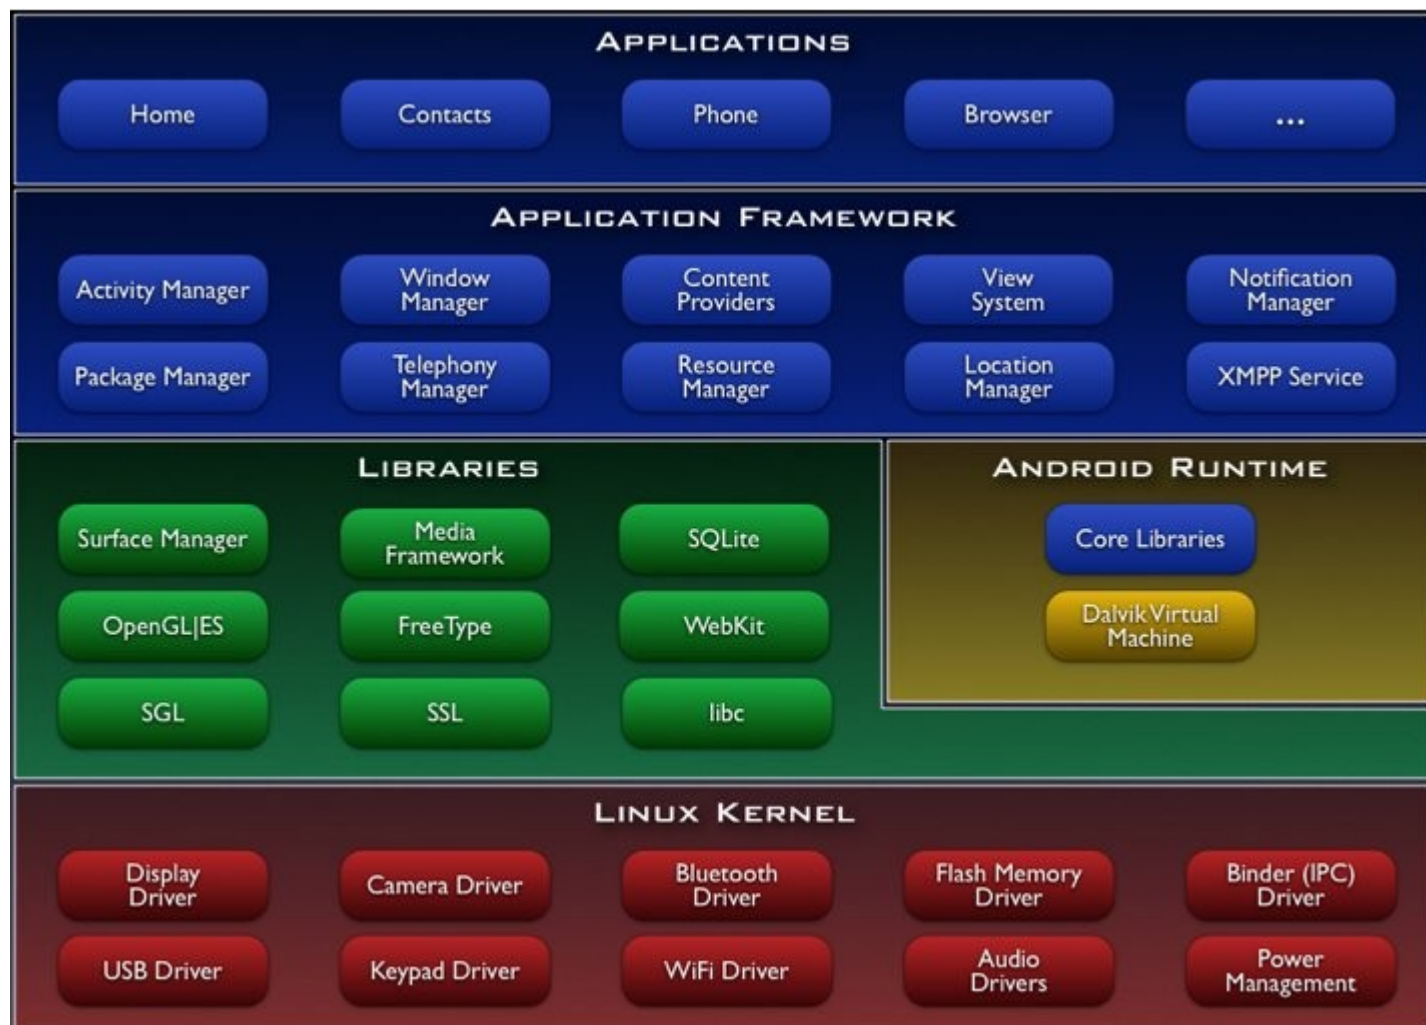 APPLICATIONS
Home
Contacts
Phone
Browser
...
APPLICATION FRAMEWORK
Activity Manager
Window
Manager
Content
Providers
View
System
Notification
Manager
Package Manager
Telephony
Manager
Resource
Manager
Location
Manager
XMPP Service
LIBRARIES
Surface Manager
Media
Framework
SQLite
OpenGL|ES
FreeType
WebKit
SGL
SSL
libc
ANDROID RUNTIME
Core Libraries
Dalvik Virtual
Machine
LINUX KERNEL
Display
Driver
Camera Driver
Bluetooth
Driver
Flash Memory
Driver
Binder (IPC)
Driver
USB Driver
Keypad Driver
WiFi Driver
Audio
Drivers
Power
Management